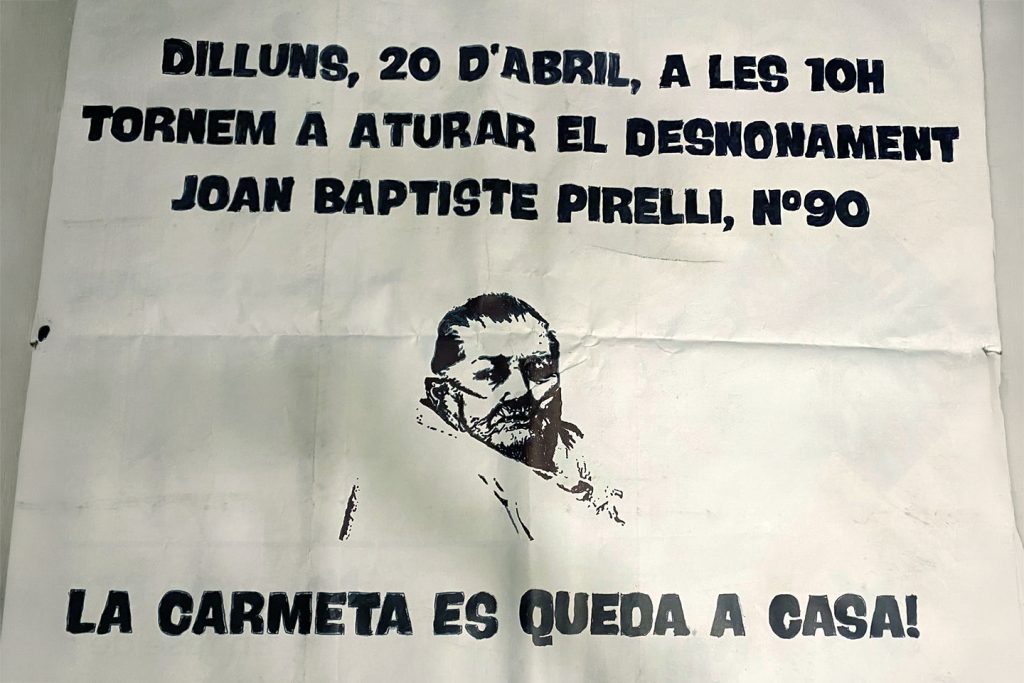 DILLUNS, 20 D'ABRIL, A LES 10H
TORNEM A ATURAR EL DESNONAMENT
JOAN BAPTISTE PIRELLI, Nº90
LA CARMETA ES QUEDA A CASA!